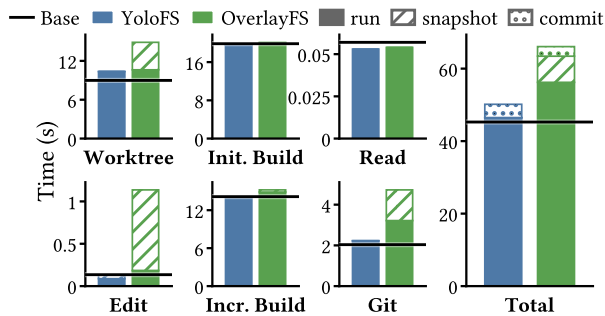 Base YoloFS OverlayFS run snapshot commit
Time (s)
12
6
0
Worktree
16
8
0
Init. Build
0.05
0.025
0
Read
1
0.5
0
Edit
12
6
0
Incr. Build
4
2
0
Git
60
40
20
0
Total